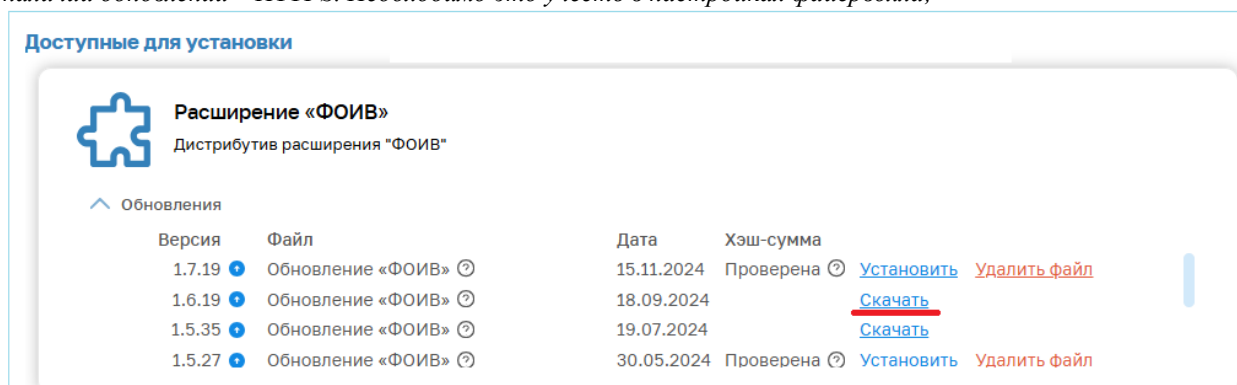 Доступные для установки
Расширение «ФОИВ»
Дистрибутив расширения "ФОИВ"
Обновления
Версия Файл Дата Хэш-сумма
1.7.19 Обновление «ФОИВ» 15.11.2024 Проверена Установить Удалить файл
1.6.19 Обновление «ФОИВ» 18.09.2024 Скачать
1.5.35 Обновление «ФОИВ» 19.07.2024 Скачать
1.5.27 Обновление «ФОИВ» 30.05.2024 Проверена Установить Удалить файл